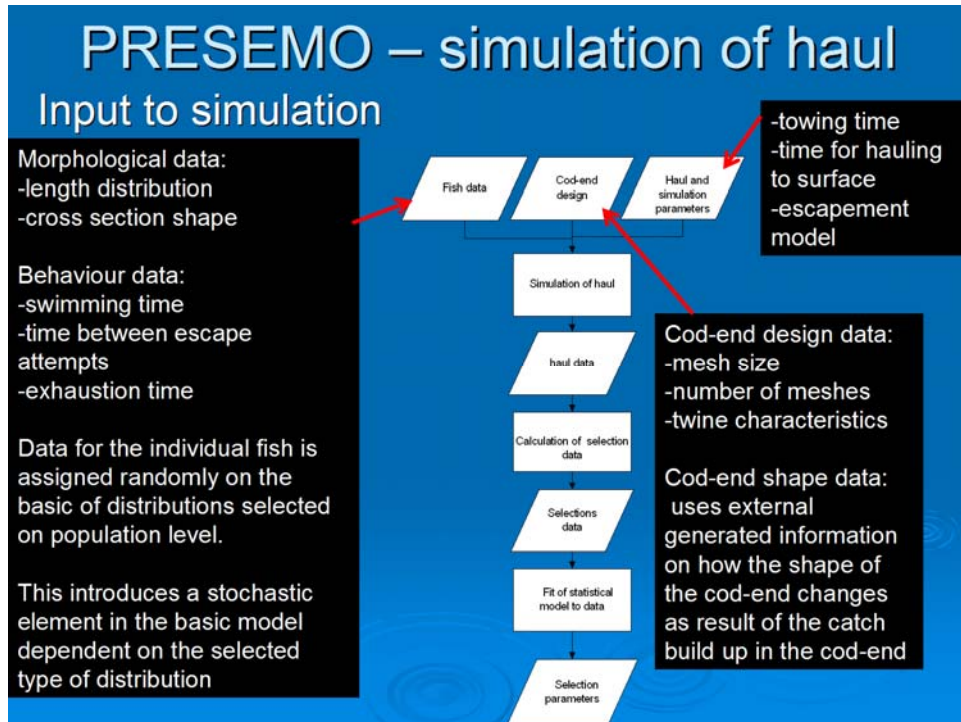 PRESEMO – simulation of haul
Input to simulation
Morphological data:
-length distribution
-cross section shape
Behaviour data:
-swimming time
-time between escape
attempts
-exhaustion time
Data for the individual fish is
assigned randomly on the
basic of distributions selected
on population level.
This introduces a stochastic
element in the basic model
dependent on the selected
type of distribution
Fish data
Cod-end
design
Haul and
simulation
parameters
Simulation of haul
haul data
Calculation of selection
data
Selections
data
Fit of statistical
model to data
Selection
parameters
-towing time
-time for hauling
to surface
-escapement
model
Cod-end design data:
-mesh size
-number of meshes
-twine characteristics
Cod-end shape data:
uses external
generated information
on how the shape of
the cod-end changes
as result of the catch
build up in the cod-end